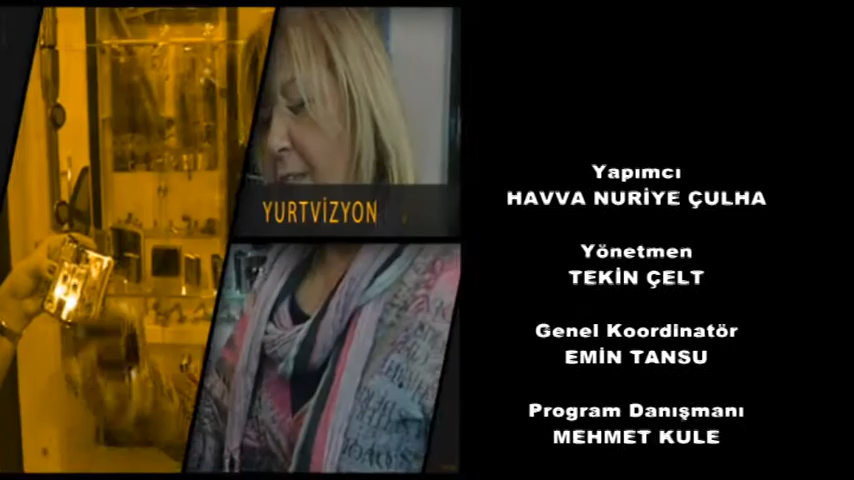 YURTVİZYON
Yapımcı
HAVVA NURİYE ÇULHA
Yönetmen
TEKİN ÇELT
Genel Koordinatör
EMİN TANSU
Program Danışmanı
MEHMET KULE